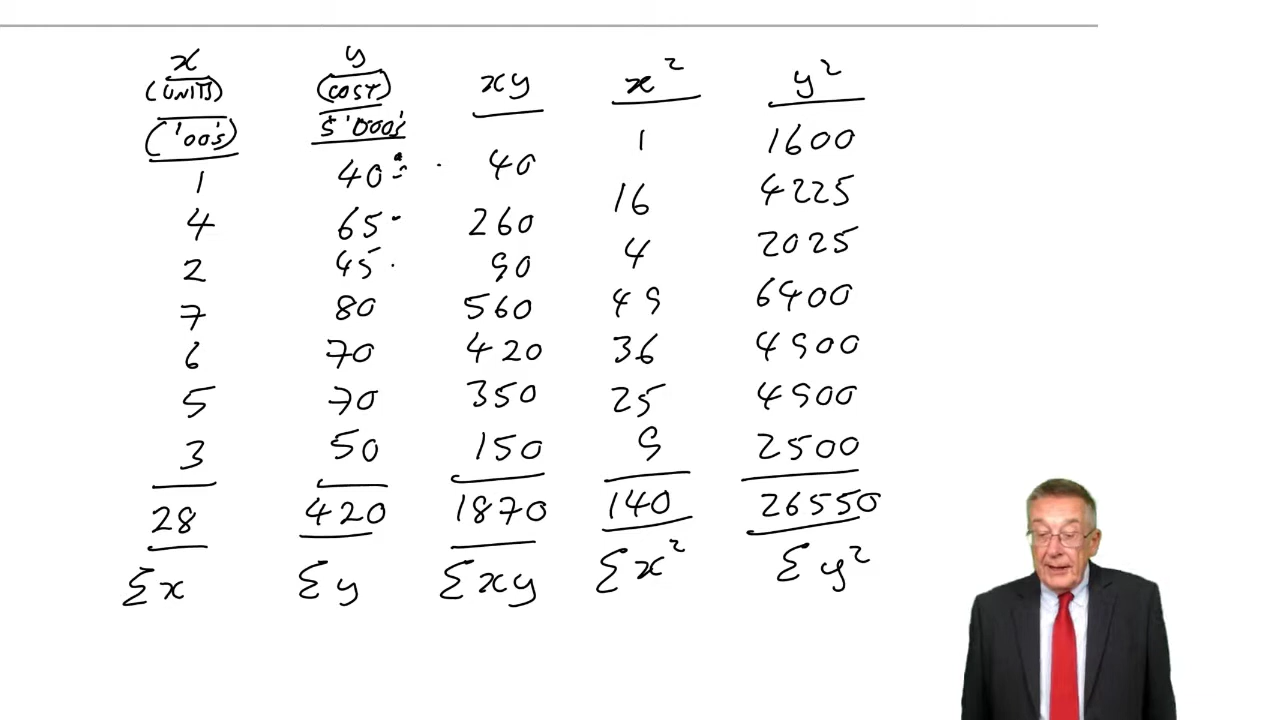 x y xy x² y²
(UNITS) (COST)
('00's) $'000's
1 40 40 1 1600
4 65 260 16 4225
2 45 90 4 2025
7 80 560 49 6400
6 70 420 36 4900
5 70 350 25 4900
3 50 150 9 2500
28 420 1870 140 26550
Σx Σy Σxy Σx² Σy²